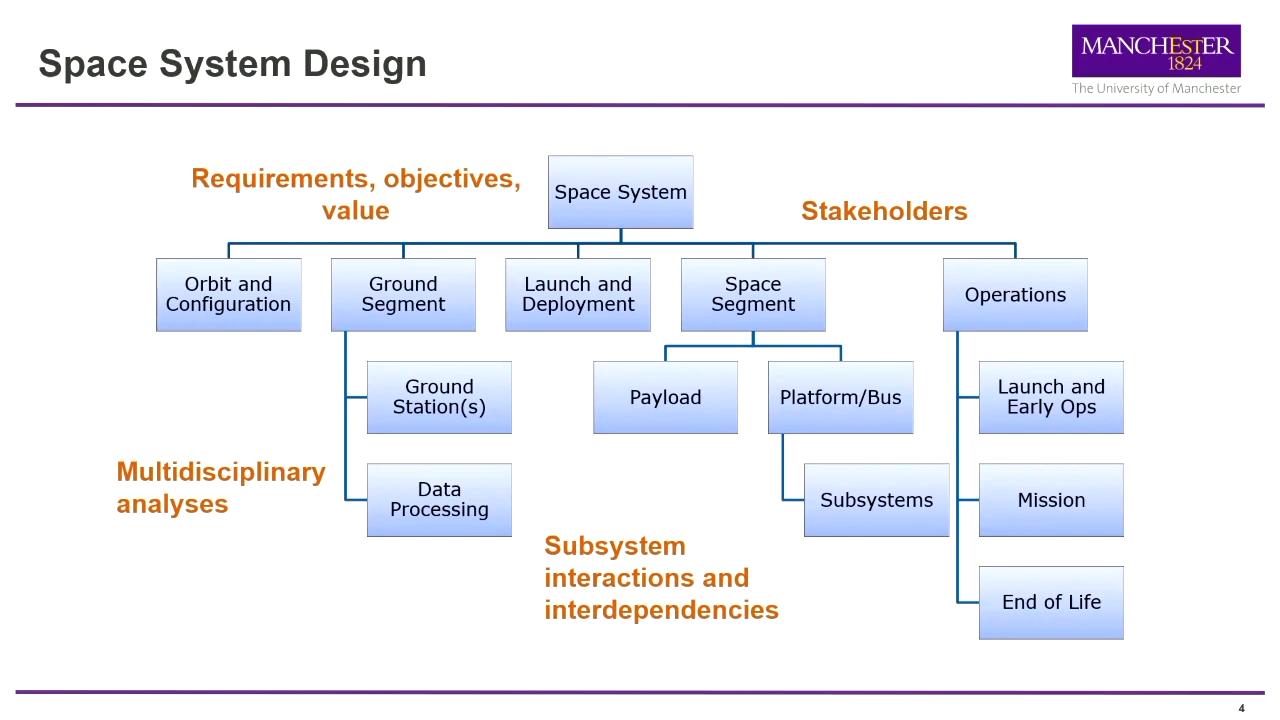 Space System Design
MANCHESTER
1824
The University of Manchester
Requirements, objectives,
value
Space System
Stakeholders
Orbit and
Configuration
Ground
Segment
Launch and
Deployment
Space
Segment
Operations
Ground
Station(s)
Payload
Platform/Bus
Launch and
Early Ops
Multidisciplinary
analyses
Data
Processing
Subsystems
Mission
Subsystem
interactions and
interdependencies
End of Life
4